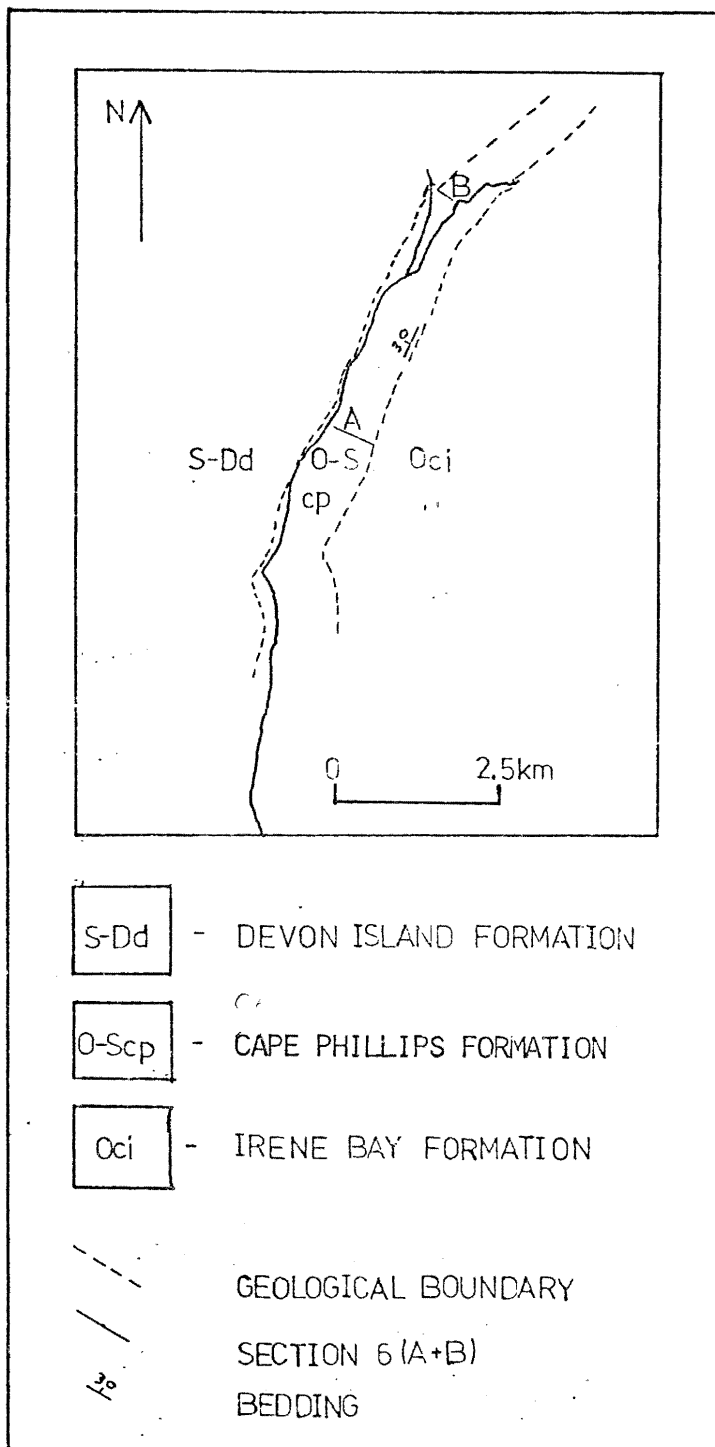 N
B
30
A
S-Dd
O-S
Oci
cp
0
2.5km
S-Dd - DEVON ISLAND FORMATION
O-Scp - CAPE PHILLIPS FORMATION
Oci - IRENE BAY FORMATION
GEOLOGICAL BOUNDARY
SECTION 6 (A+B)
30
BEDDING